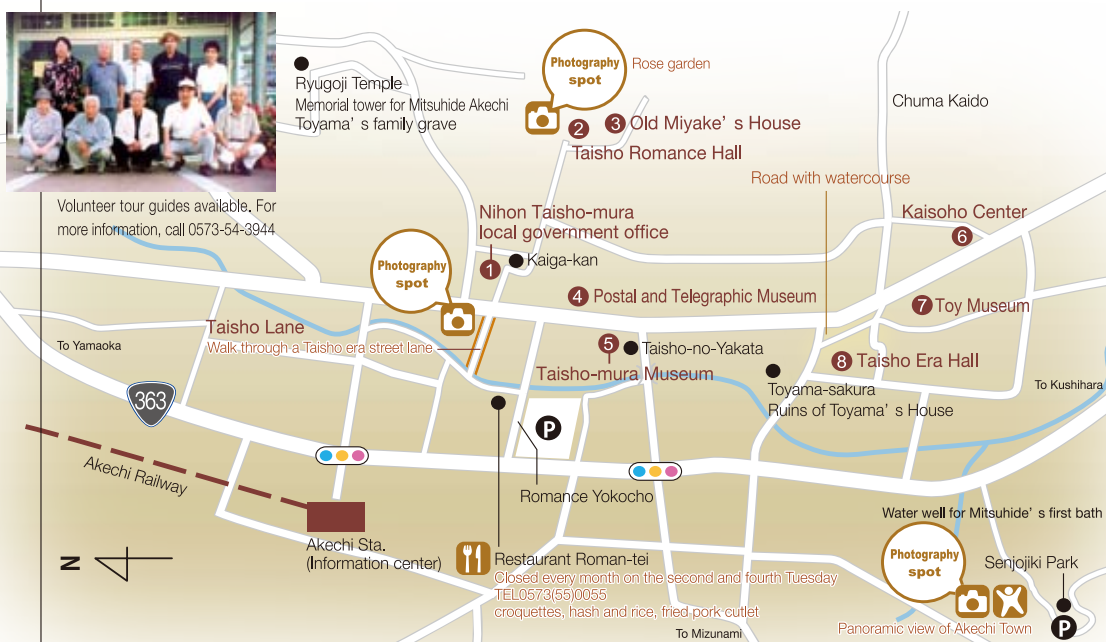 Volunteer tour guides available. For
more information, call 0573-54-3944
Ryugoji Temple
Memorial tower for Mitsuhide Akechi
Toyama's family grave
Photography
spot
Rose garden
2
3 Old Miyake's House
Taisho Romance Hall
Chuma Kaido
Road with watercourse
Kaisoho Center
6
Nihon Taisho-mura
local government office
1
Kaiga-kan
Photography
spot
4 Postal and Telegraphic Museum
7 Toy Museum
Taisho Lane
Walk through a Taisho era street lane
5
Taisho-no-Yakata
Taisho-mura Museum
8 Taisho Era Hall
To Yamaoka
Toyama-sakura
Ruins of Toyama's House
To Kushihara
363
P
Akechi Railway
Romance Yokocho
Akechi Sta.
(Information center)
N
Restaurant Roman-tei
Closed every month on the second and fourth Tuesday
TEL0573(55)0055
croquettes, hash and rice, fried pork cutlet
Water well for Mitsuhide's first bath
Photography
spot
Senjojiki Park
P
Panoramic view of Akechi Town
To Mizunami